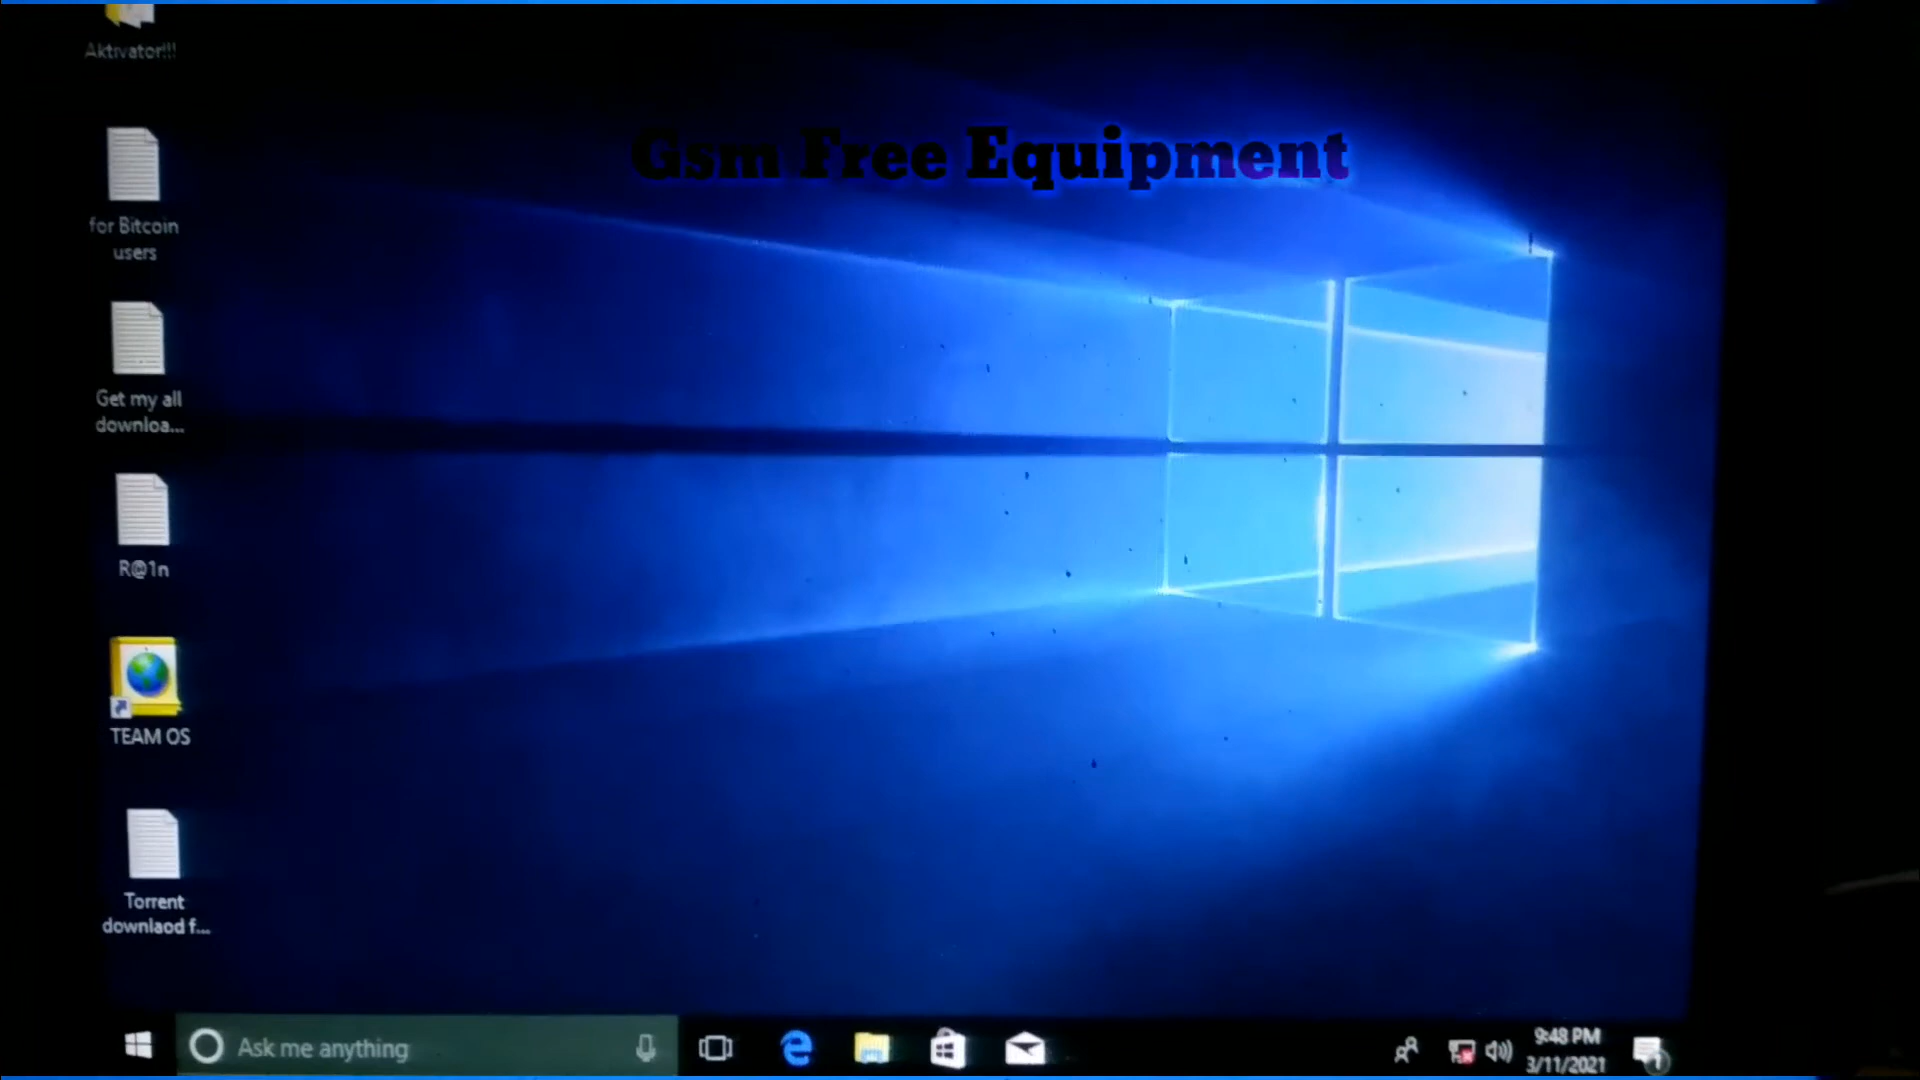 Aktivator!!!
Gsm Free Equipment
for Bitcoin
users
Get my all
downloa...
R@1n
TEAM OS
Torrent
downlaod f...
Ask me anything
9:48 PM
3/11/2021
1